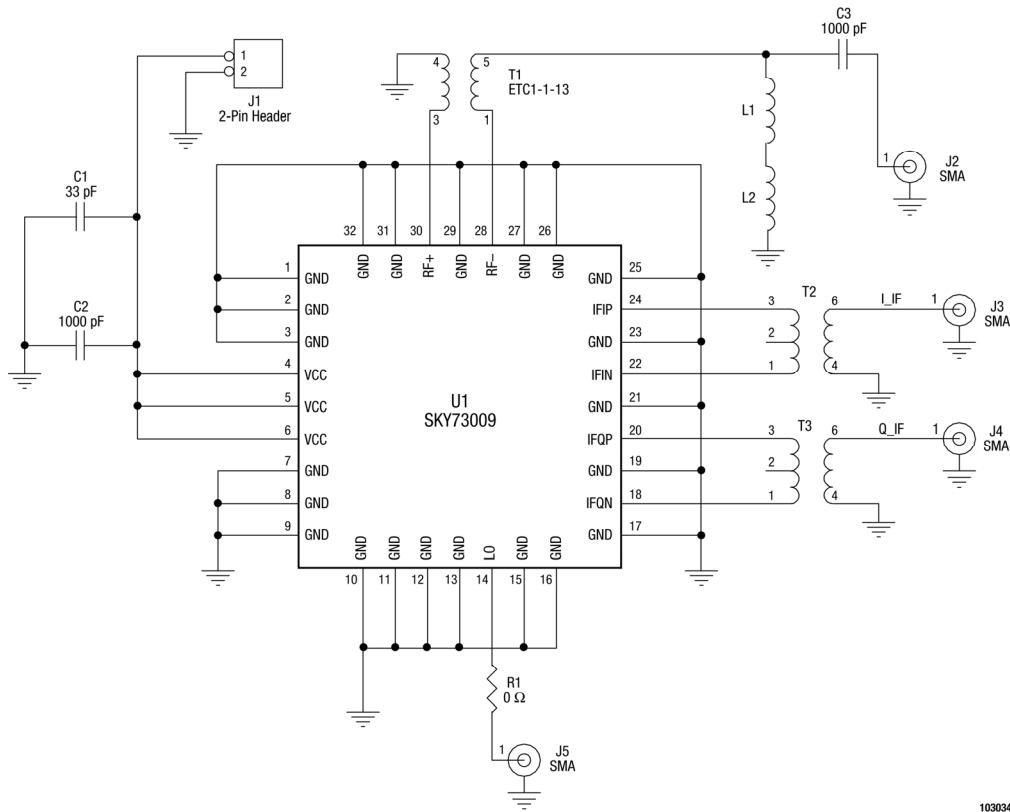 C3
1000 pF
1
2
J1
2-Pin Header
4
5
T1
ETC1-1-13
3
1
L1
L2
1
J2
SMA
C1
33 pF
C2
1000 pF
32
31
30
29
28
27
26
GND
GND
RF+
GND
RF–
GND
GND
1
GND
2
GND
3
GND
4
VCC
5
VCC
6
VCC
7
GND
8
GND
9
GND
U1
SKY73009
GND
25
IFIP
24
GND
23
IFIN
22
GND
21
IFQP
20
GND
19
IFQN
18
GND
17
3
T2
6
I_IF
1
J3
SMA
2
1
4
3
T3
6
Q_IF
1
J4
SMA
2
1
4
GND
GND
GND
GND
LO
GND
GND
10
11
12
13
14
15
16
R1
0 Ω
1
J5
SMA
103034